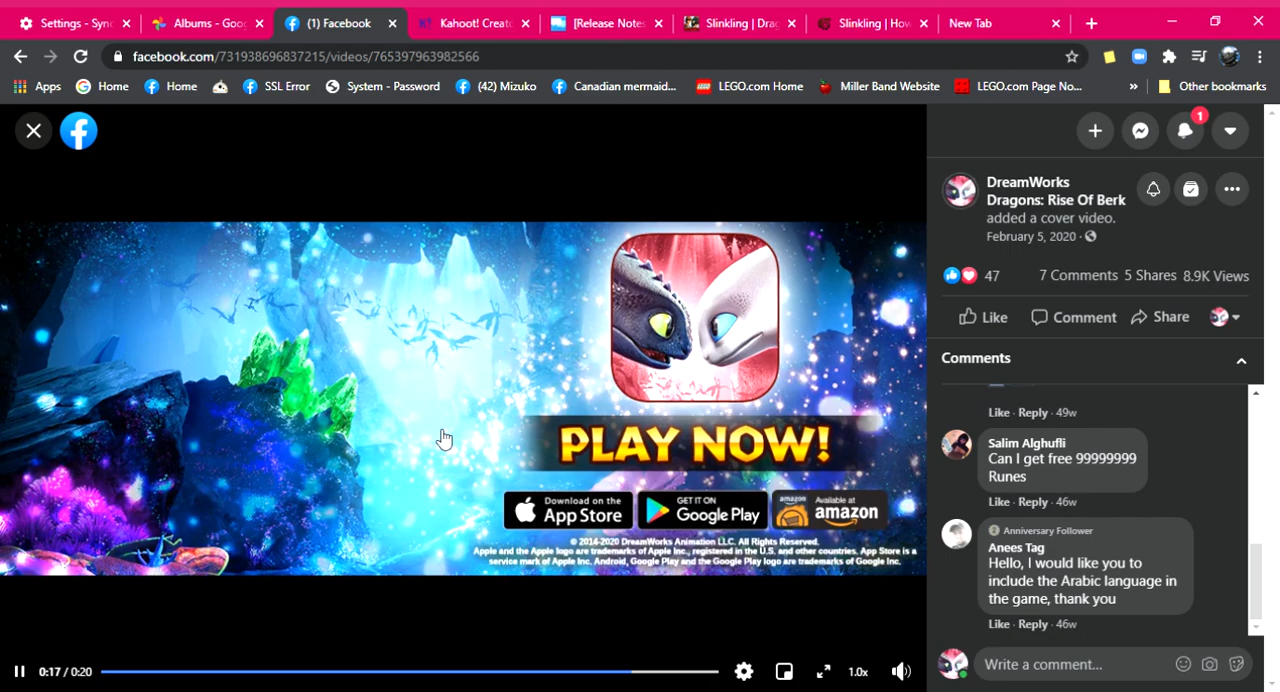 Settings - Sync
Albums - Goo
(1) Facebook
Kahoot! Creato
[Release Notes
Slinkling | Drag
Slinkling | How
New Tab
facebook.com/731938696837215/videos/765397963982566
Apps
Home
Home
SSL Error
System - Password
(42) Mizuko
Canadian mermaid...
LEGO.com Home
Miller Band Website
LEGO.com Page No...
»
Other bookmarks
1
DreamWorks
Dragons: Rise Of Berk
added a cover video.
February 5, 2020 ·
47
7 Comments 5 Shares 8.9K Views
Like
Comment
Share
Comments
Like · Reply · 49w
Salim Alghufli
Can I get free 99999999
Runes
Like · Reply · 46w
Anniversary Follower
Anees Tag
Hello, I would like you to
include the Arabic language in
the game, thank you
Like · Reply · 46w
Write a comment...
PLAY NOW!
Download on the
App Store
GET IT ON
Google Play
amazon
Available at
amazon
© 2014-2020 DreamWorks Animation LLC. All Rights Reserved.
Apple and the Apple logo are trademarks of Apple Inc., registered in the U.S. and other countries. App Store is a
service mark of Apple Inc. Android, Google Play and the Google Play logo are trademarks of Google Inc.
0:17 / 0:20
1.0x